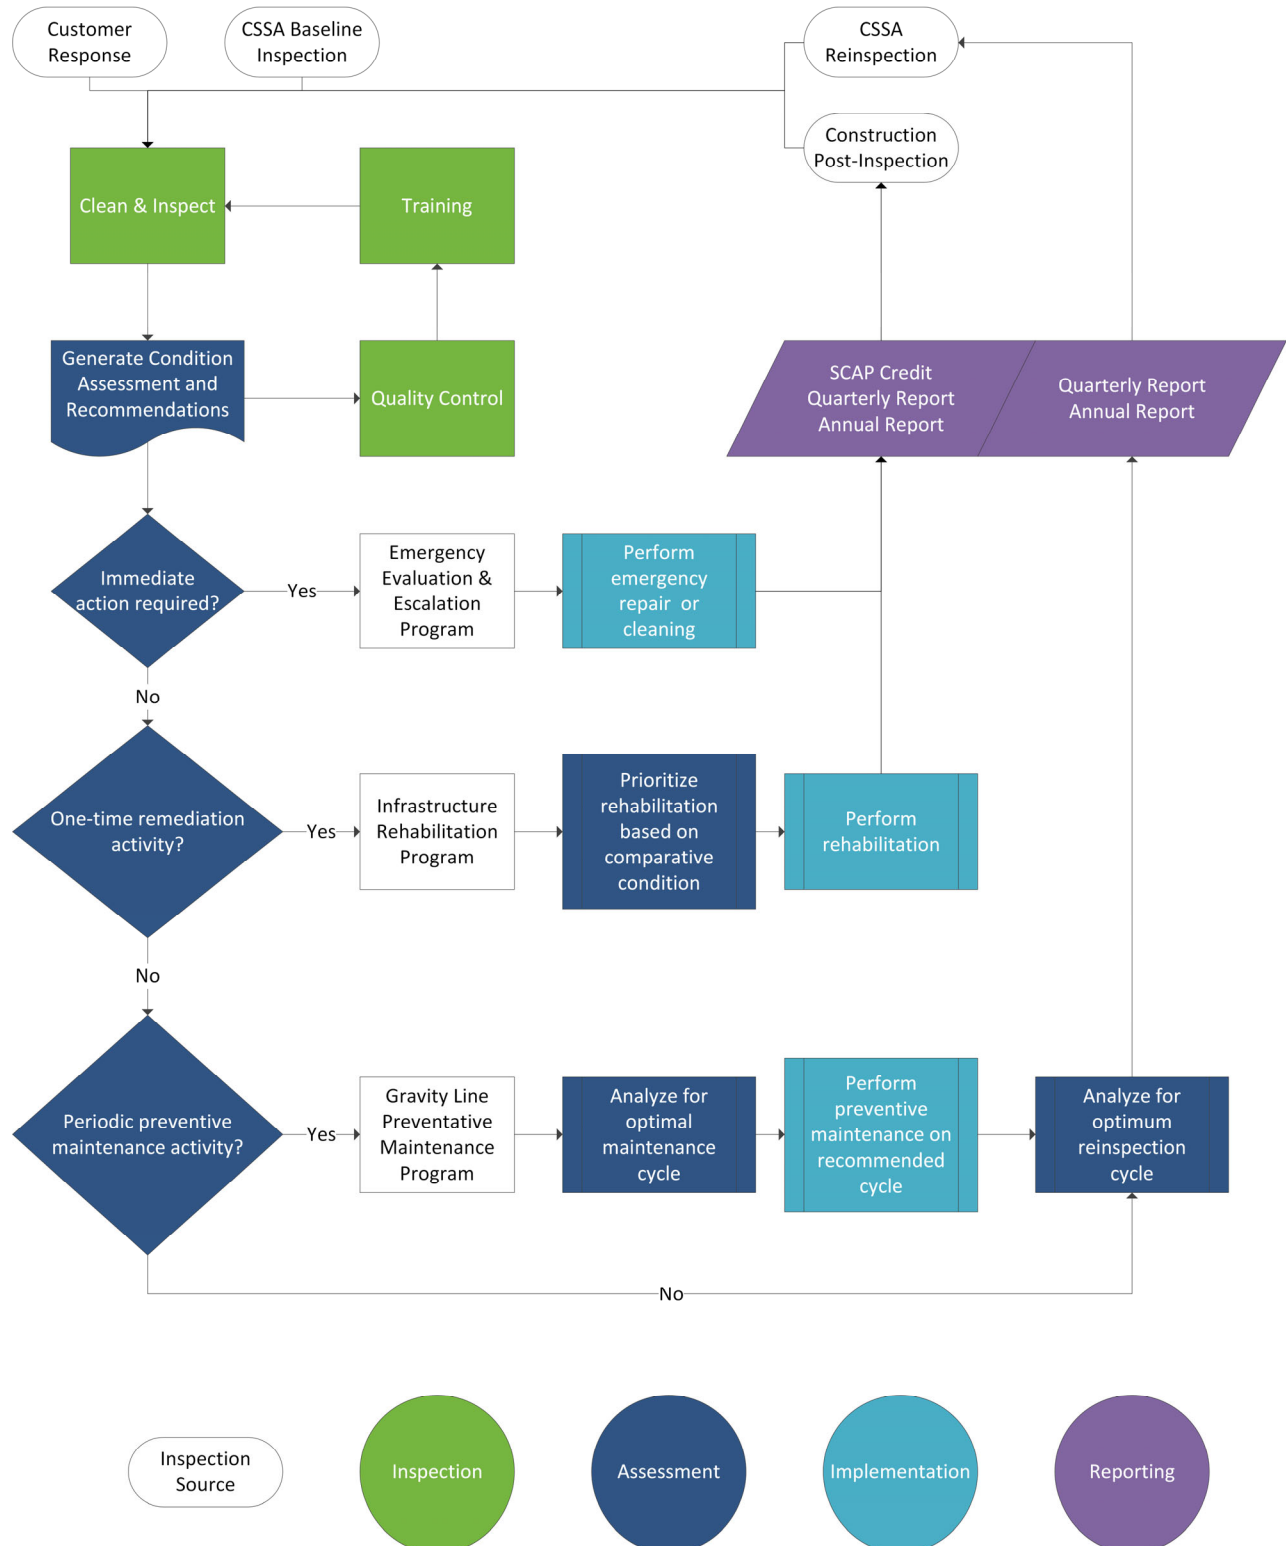 Customer
Response
CSSA Baseline
Inspection
CSSA
Reinspection
Construction
Post-Inspection
Clean & Inspect
Training
Generate Condition
Assessment and
Recommendations
Quality Control
SCAP Credit
Quarterly Report
Annual Report
Quarterly Report
Annual Report
Immediate
action required?
Yes
Emergency
Evaluation &
Escalation
Program
Perform
emergency
repair or
cleaning
No
One-time remediation
activity?
Yes
Infrastructure
Rehabilitation
Program
Prioritize
rehabilitation
based on
comparative
condition
Perform
rehabilitation
No
Periodic preventive
maintenance activity?
Yes
Gravity Line
Preventative
Maintenance
Program
Analyze for
optimal
maintenance
cycle
Perform
preventive
maintenance on
recommended
cycle
Analyze for
optimum
reinspection
cycle
No
Inspection
Source
Inspection
Assessment
Implementation
Reporting